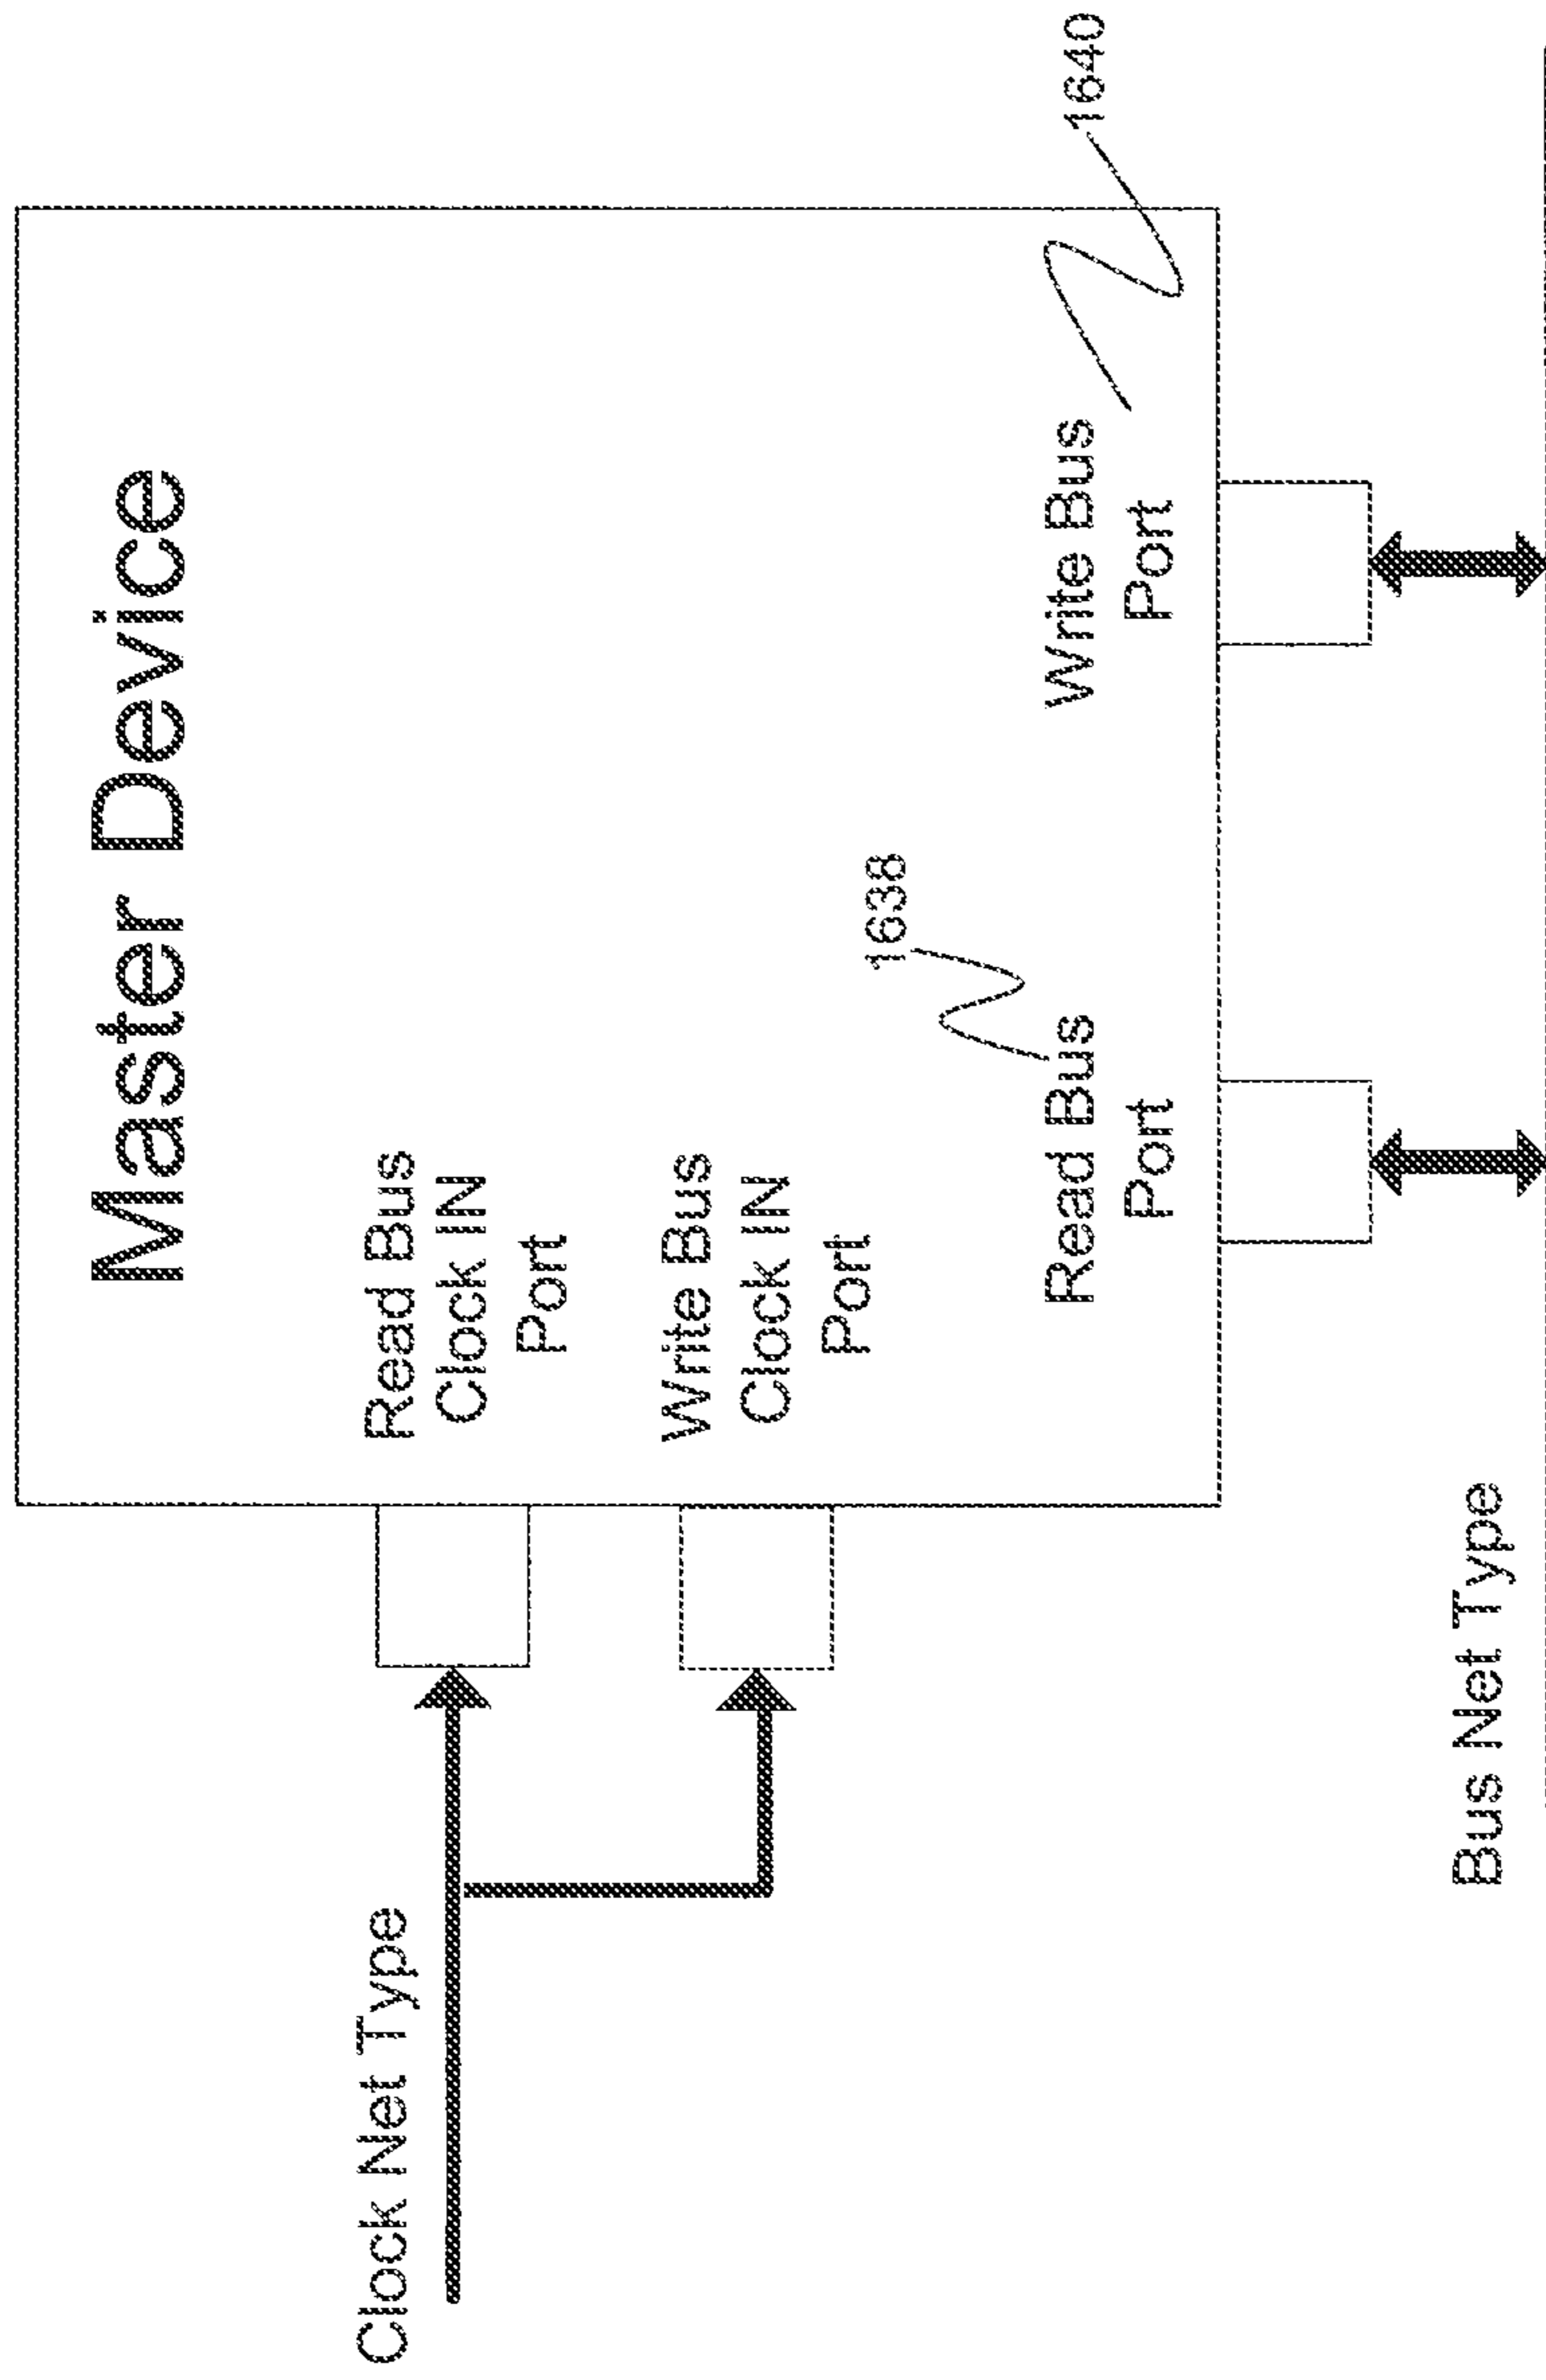 Master Device
Clock Net Type
Read Bus
Clock IN
Port
Write Bus
Clock IN
Port
1638
Read Bus
Port
Write Bus
Port
1640
Bus Net Type